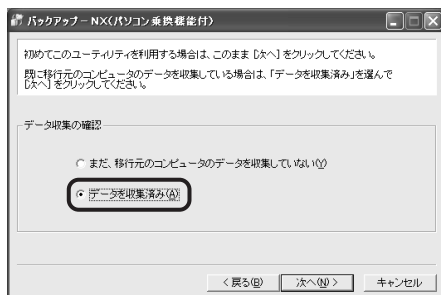 バックアップ-NX(パソコン乗換機能付)
初めてこのユーティリティを利用する場合は、このまま [次へ] をクリックしてください。
既に移行元のコンピュータのデータを収集している場合は、「データを収集済み」を選んで
[次へ] をクリックしてください。
データ収集の確認
まだ、移行元のコンピュータのデータを収集していない(Y)
データを収集済み(A)
< 戻る(B)
次へ(N) >
キャンセル